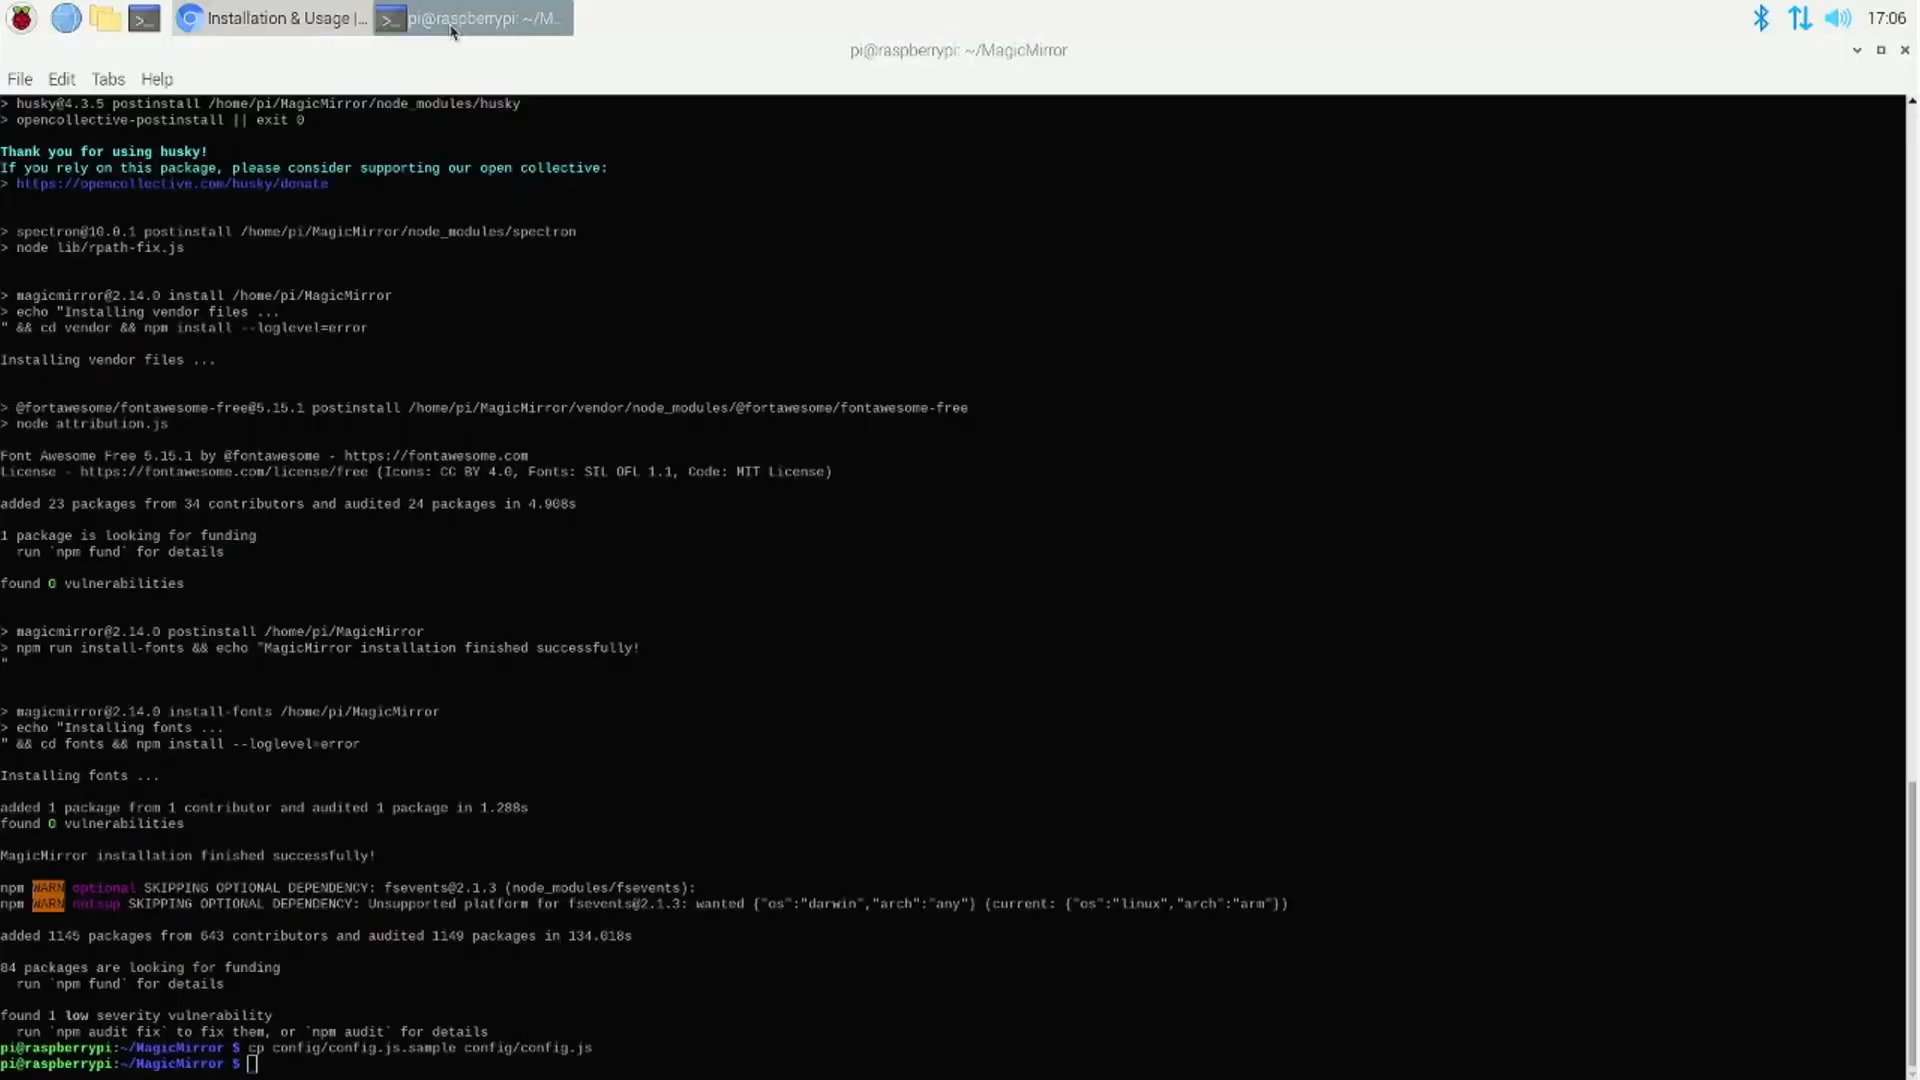 Installation & Usage |...
pi@raspberrypi: ~/M...
17:06
pi@raspberrypi: ~/MagicMirror
File Edit Tabs Help
> husky@4.3.5 postinstall /home/pi/MagicMirror/node_modules/husky
> opencollective-postinstall || exit 0
Thank you for using husky!
If you rely on this package, please consider supporting our open collective:
> https://opencollective.com/husky/donate
> spectron@10.0.1 postinstall /home/pi/MagicMirror/node_modules/spectron
> node lib/rpath-fix.js
> magicmirror@2.14.0 install /home/pi/MagicMirror
> echo "Installing vendor files ...
" && cd vendor && npm install --loglevel=error
Installing vendor files ...
> @fortawesome/fontawesome-free@5.15.1 postinstall /home/pi/MagicMirror/vendor/node_modules/@fortawesome/fontawesome-free
> node attribution.js
Font Awesome Free 5.15.1 by @fontawesome - https://fontawesome.com
License - https://fontawesome.com/license/free (Icons: CC BY 4.0, Fonts: SIL OFL 1.1, Code: MIT License)
added 23 packages from 34 contributors and audited 24 packages in 4.908s
1 package is looking for funding
run `npm fund` for details
found 0 vulnerabilities
> magicmirror@2.14.0 postinstall /home/pi/MagicMirror
> npm run install-fonts && echo "MagicMirror installation finished successfully!
"
> magicmirror@2.14.0 install-fonts /home/pi/MagicMirror
> echo "Installing fonts ...
" && cd fonts && npm install --loglevel=error
Installing fonts ...
added 1 package from 1 contributor and audited 1 package in 1.288s
found 0 vulnerabilities
MagicMirror installation finished successfully!
npm WARN optional SKIPPING OPTIONAL DEPENDENCY: fsevents@2.1.3 (node_modules/fsevents):
npm WARN notsup SKIPPING OPTIONAL DEPENDENCY: Unsupported platform for fsevents@2.1.3: wanted {"os":"darwin","arch":"any"} (current: {"os":"linux","arch":"arm"})
added 1145 packages from 643 contributors and audited 1149 packages in 134.018s
84 packages are looking for funding
run `npm fund` for details
found 1 low severity vulnerability
run `npm audit fix` to fix them, or `npm audit` for details
pi@raspberrypi:~/MagicMirror $ cp config/config.js.sample config/config.js
pi@raspberrypi:~/MagicMirror $